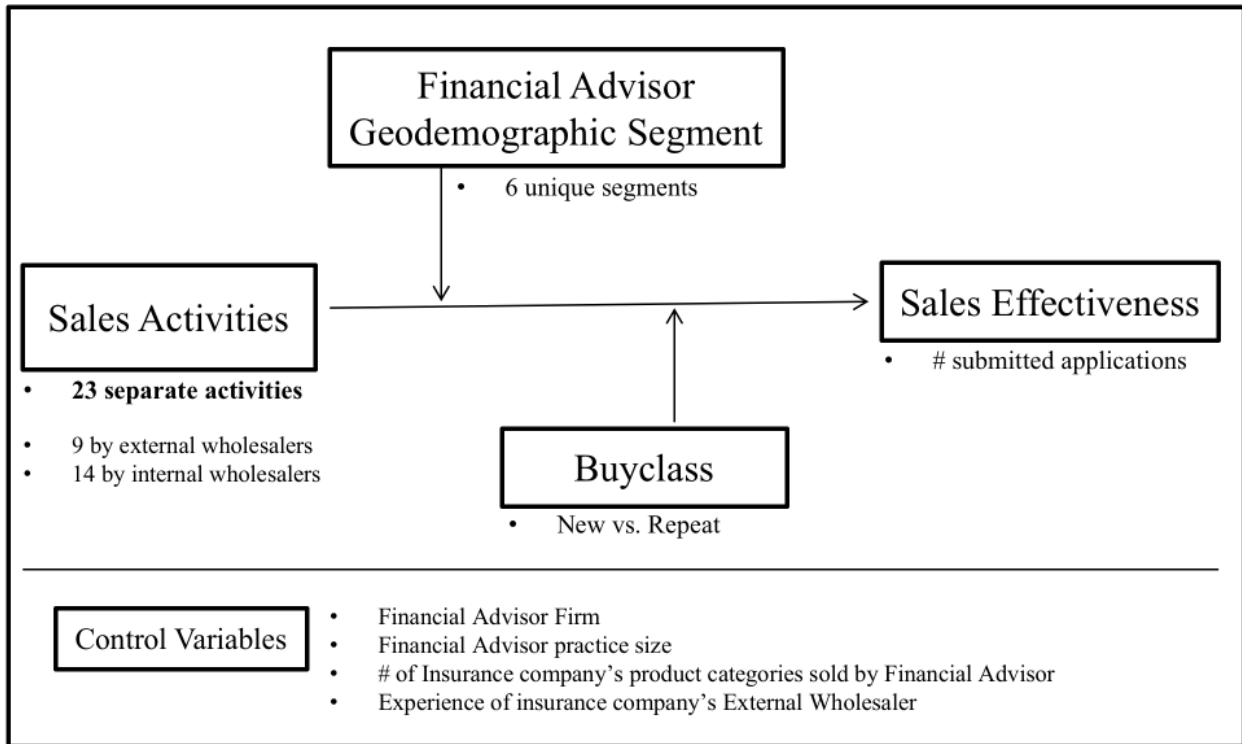 Financial Advisor
Geodemographic Segment
• 6 unique segments
Sales Activities
• 23 separate activities
• 9 by external wholesalers
• 14 by internal wholesalers
Sales Effectiveness
• # submitted applications
Buyclass
• New vs. Repeat
Control Variables
• Financial Advisor Firm
• Financial Advisor practice size
• # of Insurance company’s product categories sold by Financial Advisor
• Experience of insurance company’s External Wholesaler